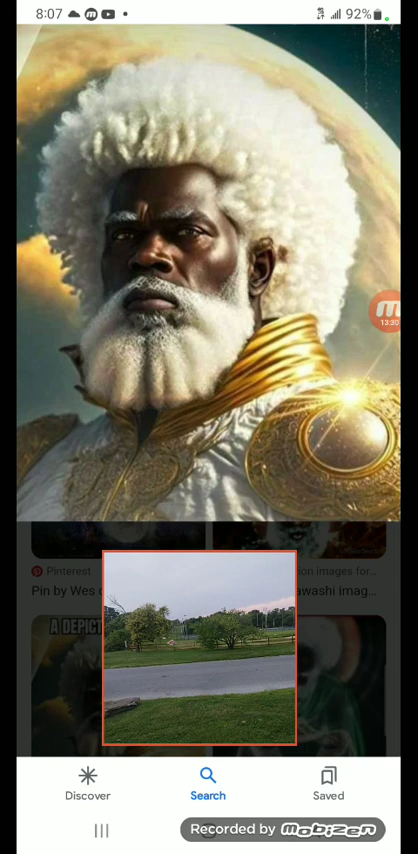 8:07
92%
13:30
Pinterest
ion images for...
Pin by Wes
awashi imag...
A DEPICT
Discover
Search
Saved
Recorded by mobizen